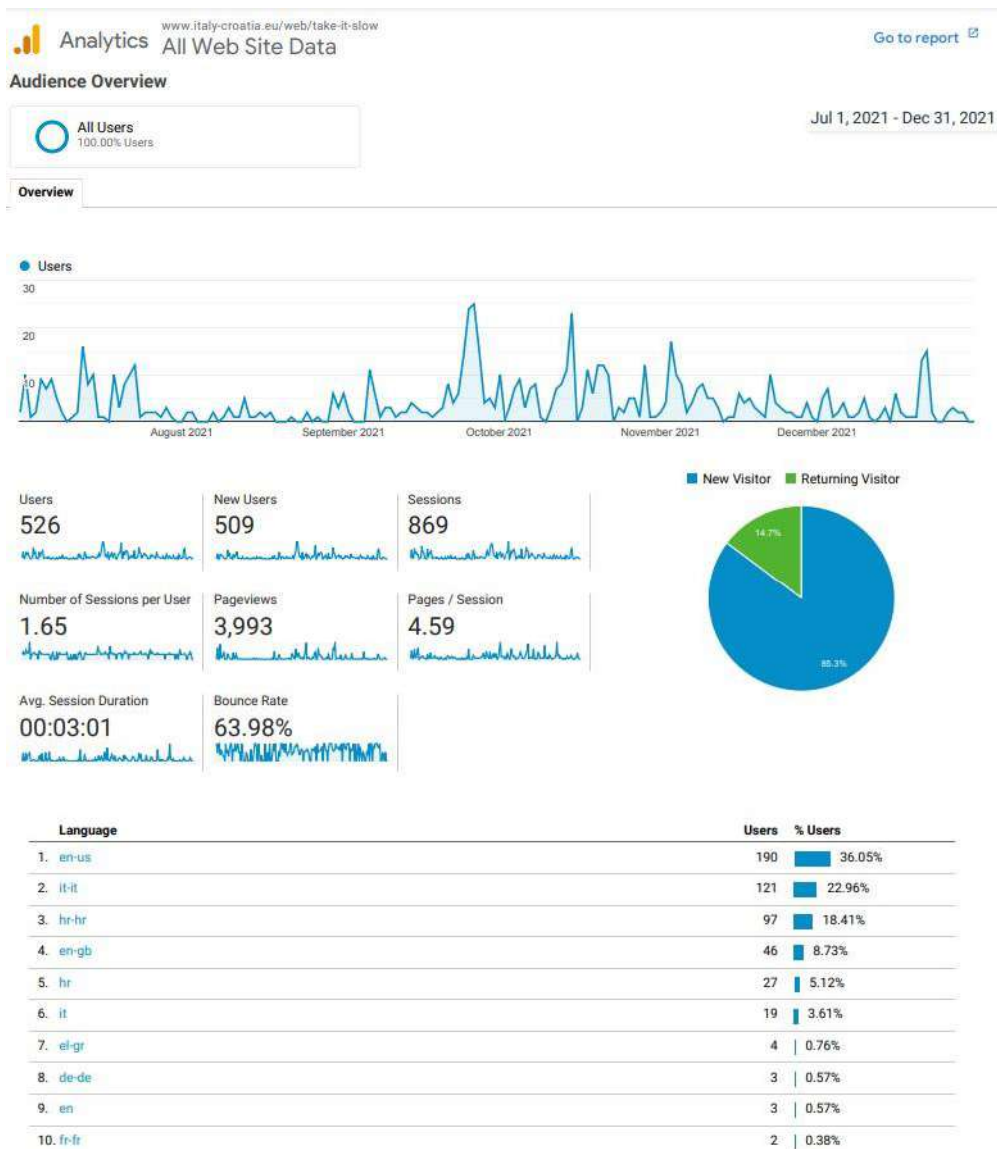 www.italy-croatia.eu/web/take-it-slow
Analytics All Web Site Data
Go to report
Audience Overview
All Users
100.00% Users
Jul 1, 2021 - Dec 31, 2021
Overview
Users
30
20
10
August 2021 September 2021 October 2021 November 2021 December 2021
New Visitor Returning Visitor
Users New Users Sessions
526 509 869
14.7%
Number of Sessions per User Pageviews Pages / Session
1.65 3,993 4.59
85.3%
Avg. Session Duration Bounce Rate
00:03:01 63.98%
Language Users % Users
1. en-us 190 36.05%
2. it-it 121 22.96%
3. hr-hr 97 18.41%
4. en-gb 46 8.73%
5. hr 27 5.12%
6. it 19 3.61%
7. el-gr 4 0.76%
8. de-de 3 0.57%
9. en 3 0.57%
10. fr-fr 2 0.38%